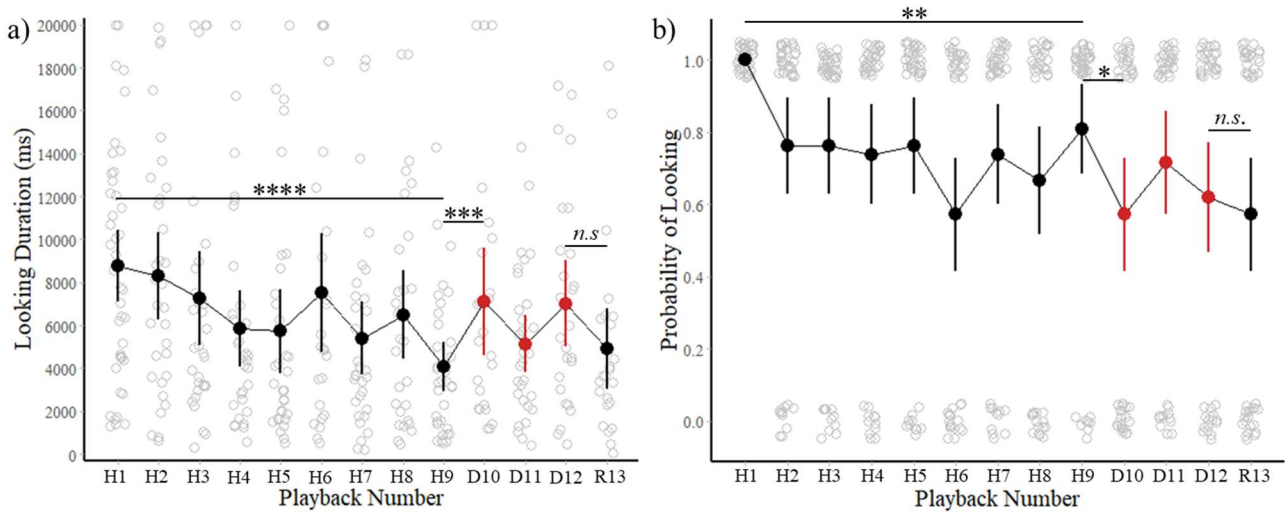 a)
Looking Duration (ms)
20000
18000
16000
14000
12000
10000
8000
6000
4000
2000
0
****
***
n.s
H1 H2 H3 H4 H5 H6 H7 H8 H9 D10 D11 D12 R13
Playback Number
b)
Probability of Looking
1.0
0.8
0.6
0.4
0.2
0.0
**
*
n.s.
H1 H2 H3 H4 H5 H6 H7 H8 H9 D10 D11 D12 R13
Playback Number